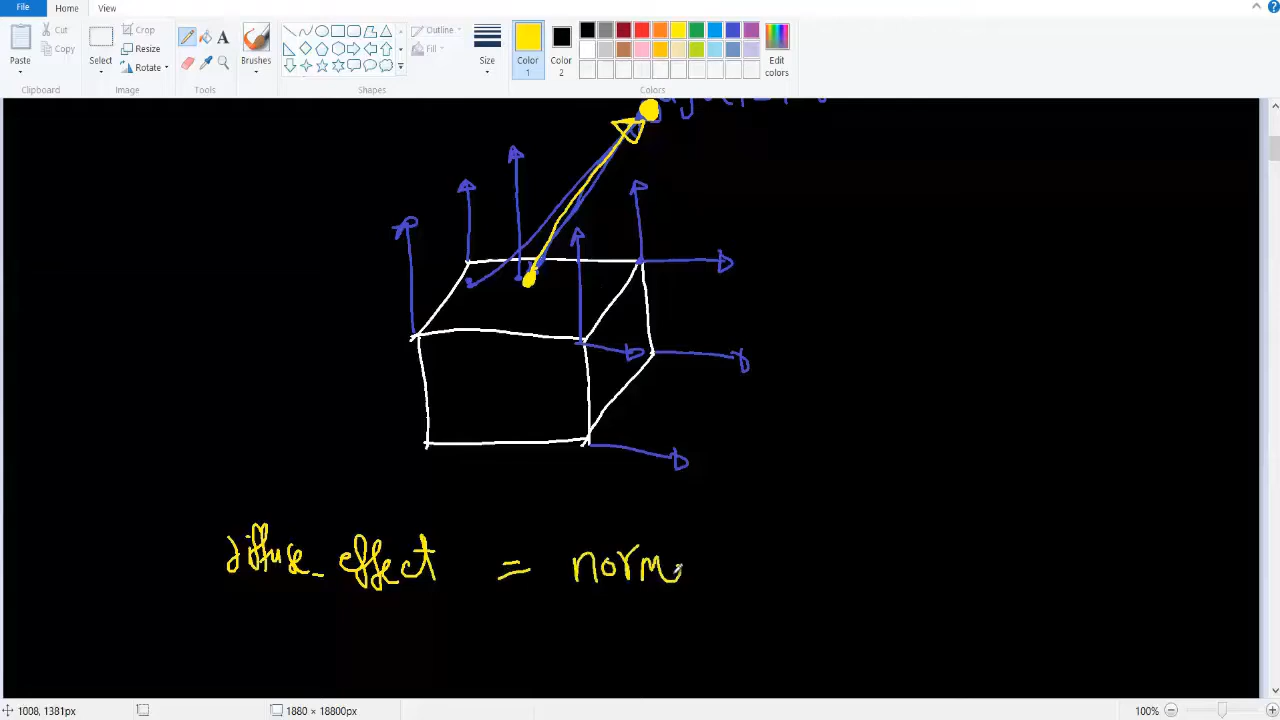 File Home View
Cut
Copy
Crop
Resize
Rotate
Select
Brushes
Outline
Fill
Size
Color 1
Color 2
Edit colors
Clipboard Image Tools Shapes Colors
diffuse_effect = norm
1008, 1381px 1880 × 18800px 100%